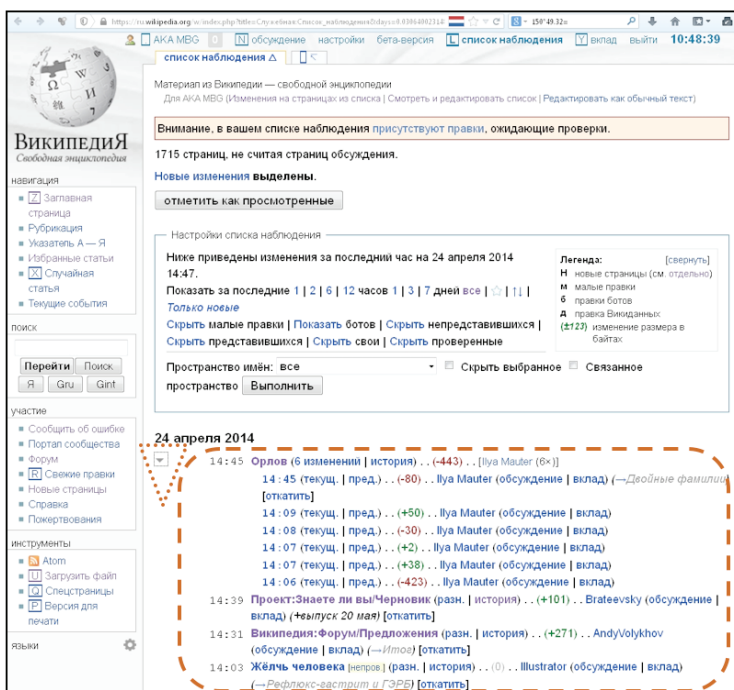 https://ru.wikipedia.org/w/index.php?title=Служебная:Список_наблюдения&days=0.03964902314
AKA MBG 0 N обсуждение настройки бета-версия L список наблюдения Y вклад выйти 10:48:39
список наблюдения Δ
Материал из Википедии — свободной энциклопедии
Для AKA MBG (Изменения на страницах из списка | Смотреть и редактировать список | Редактировать как обычный текст)
Внимание, в вашем списке наблюдения присутствуют правки, ожидающие проверки.
1715 страниц, не считая страниц обсуждения.
Новые изменения выделены.
отметить как просмотренные
Настройки списка наблюдения
Ниже приведены изменения за последний час на 24 апреля 2014
14:47.
Показать за последние 1 | 2 | 6 | 12 часов 1 | 3 | 7 дней все | ☆ | ↑↓ |
Только новые
Скрыть малые правки | Показать ботов | Скрыть непредставившихся |
Скрыть представившихся | Скрыть свои | Скрыть проверенные
Легенда: [свернуть]
Н новые страницы (см. отдельно)
м малые правки
б правки ботов
д правка Викиданных
(±123) изменение размера в
байтах
Пространство имён: все Скрыть выбранное Связанное
пространство Выполнить
24 апреля 2014
14:45 Орлов (6 изменений | история) . . (-443) . . [Ilya Mauter (6×)]
14:45 (текущ. | пред.) . . (-80) . . Ilya Mauter (обсуждение | вклад) (→Двойные фамилии
[откатить]
14:09 (текущ. | пред.) . . (+50) . . Ilya Mauter (обсуждение | вклад)
14:08 (текущ. | пред.) . . (-30) . . Ilya Mauter (обсуждение | вклад)
14:07 (текущ. | пред.) . . (+2) . . Ilya Mauter (обсуждение | вклад)
14:07 (текущ. | пред.) . . (+38) . . Ilya Mauter (обсуждение | вклад)
14:06 (текущ. | пред.) . . (-423) . . Ilya Mauter (обсуждение | вклад)
14:39 Проект:Знаете ли вы/Черновик (разн. | история) . . (+101) . . Brateevsky (обсуждение |
вклад) (+выпуск 20 мая) [откатить]
14:31 Википедия:Форум/Предложения (разн. | история) . . (+271) . . AndyVolykhov
(обсуждение | вклад) (→Итог) [откатить]
14:03 Жёлчь человека [непров.] (разн. | история) . . (0) . . Illustrator (обсуждение | вклад)
(→Рефлюкс-гастрит и ГЭРБ) [откатить]
ВикипедиЯ
Свободная энциклопедия
навигация
Z Заглавная
страница
Рубрикация
Указатель А — Я
Избранные статьи
X Случайная
статья
Текущие события
поиск
Перейти Поиск
Я Gru Gint
участие
Сообщить об ошибке
Портал сообщества
Форум
R Свежие правки
Новые страницы
Справка
Пожертвования
инструменты
Atom
U Загрузить файл
Q Спецстраницы
P Версия для
печати
языки